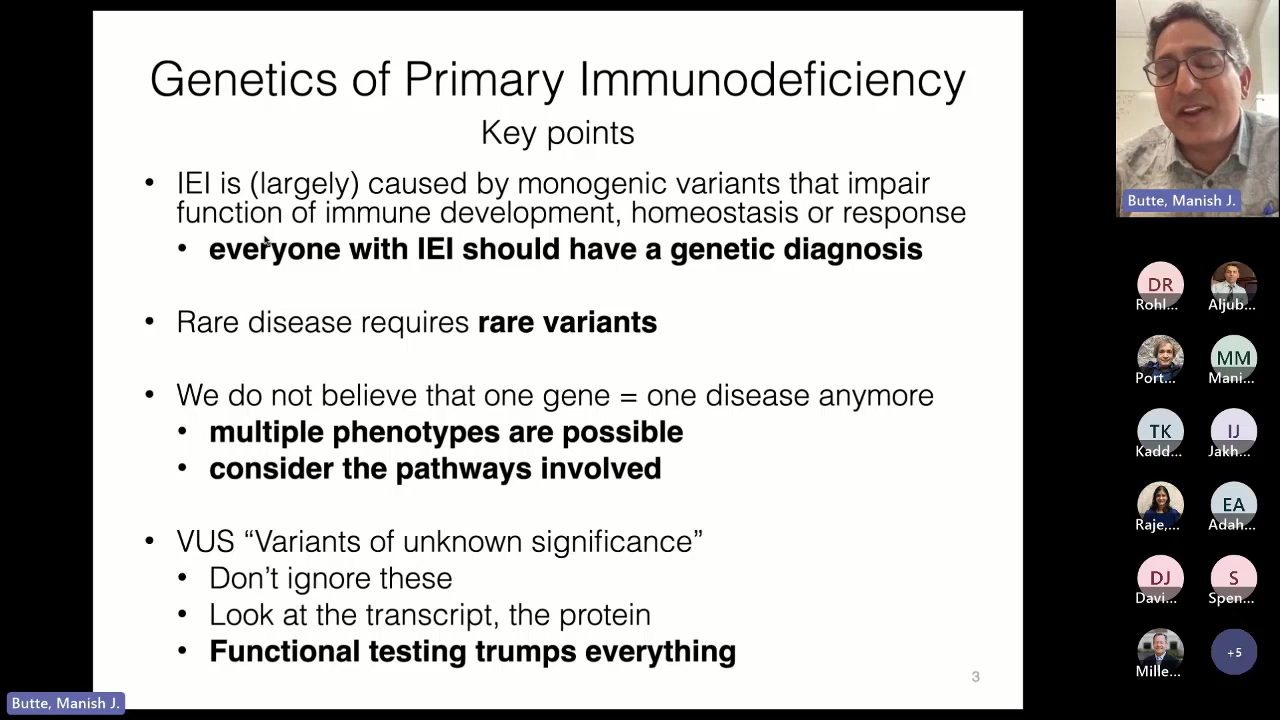 Genetics of Primary Immunodeficiency
Key points
• IEI is (largely) caused by monogenic variants that impair
function of immune development, homeostasis or response
• everyone with IEI should have a genetic diagnosis
• Rare disease requires rare variants
• We do not believe that one gene = one disease anymore
• multiple phenotypes are possible
• consider the pathways involved
• VUS “Variants of unknown significance”
• Don’t ignore these
• Look at the transcript, the protein
• Functional testing trumps everything
3
Butte, Manish J.
Butte, Manish J.
DR
Rohl...
Aljub...
Port...
MM
Mani...
TK
Kadd...
IJ
Jakh...
Raje,...
EA
Adah...
DJ
Davi...
S
Spen...
Mille...
+5